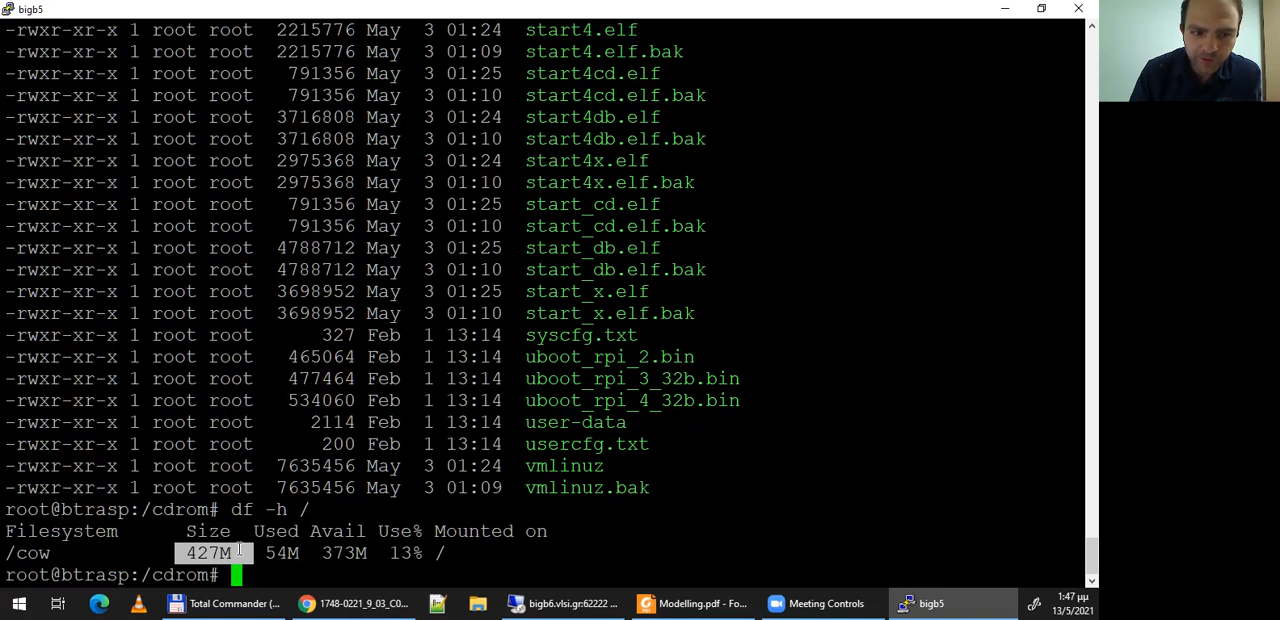 bigb5
-rwxr-xr-x 1 root root 2215776 May 3 01:24 start4.elf
-rwxr-xr-x 1 root root 2215776 May 3 01:09 start4.elf.bak
-rwxr-xr-x 1 root root 791356 May 3 01:25 start4cd.elf
-rwxr-xr-x 1 root root 791356 May 3 01:10 start4cd.elf.bak
-rwxr-xr-x 1 root root 3716808 May 3 01:24 start4db.elf
-rwxr-xr-x 1 root root 3716808 May 3 01:10 start4db.elf.bak
-rwxr-xr-x 1 root root 2975368 May 3 01:24 start4x.elf
-rwxr-xr-x 1 root root 2975368 May 3 01:10 start4x.elf.bak
-rwxr-xr-x 1 root root 791356 May 3 01:25 start_cd.elf
-rwxr-xr-x 1 root root 791356 May 3 01:10 start_cd.elf.bak
-rwxr-xr-x 1 root root 4788712 May 3 01:25 start_db.elf
-rwxr-xr-x 1 root root 4788712 May 3 01:10 start_db.elf.bak
-rwxr-xr-x 1 root root 3698952 May 3 01:25 start_x.elf
-rwxr-xr-x 1 root root 3698952 May 3 01:10 start_x.elf.bak
-rwxr-xr-x 1 root root 327 Feb 1 13:14 syscfg.txt
-rwxr-xr-x 1 root root 465064 Feb 1 13:14 uboot_rpi_2.bin
-rwxr-xr-x 1 root root 477464 Feb 1 13:14 uboot_rpi_3_32b.bin
-rwxr-xr-x 1 root root 534060 Feb 1 13:14 uboot_rpi_4_32b.bin
-rwxr-xr-x 1 root root 2114 Feb 1 13:14 user-data
-rwxr-xr-x 1 root root 200 Feb 1 13:14 usercfg.txt
-rwxr-xr-x 1 root root 7635456 May 3 01:24 vmlinuz
-rwxr-xr-x 1 root root 7635456 May 3 01:09 vmlinuz.bak
root@btrasp:/cdrom# df -h /
Filesystem Size Used Avail Use% Mounted on
/cow 427M 54M 373M 13% /
root@btrasp:/cdrom#
Total Commander (... 1748-0221_9_03_C0... bigb6.vlsi.gr:62222 ... Modelling.pdf - Fo... Meeting Controls bigb5 1:47 μμ
13/5/2021